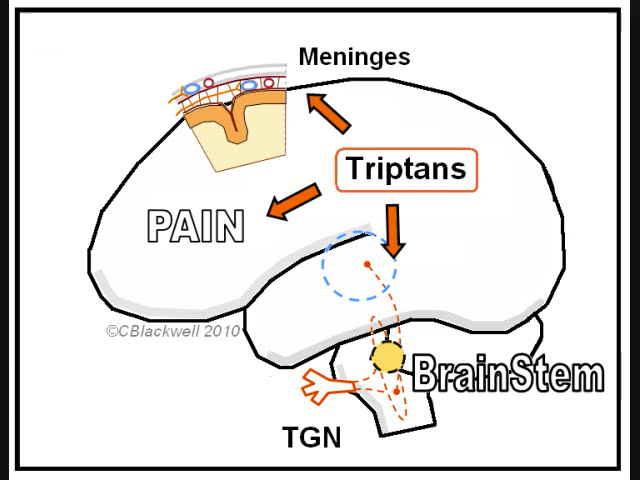 Meninges
Triptans
PAIN
©CBlackwell 2010
BrainStem
TGN